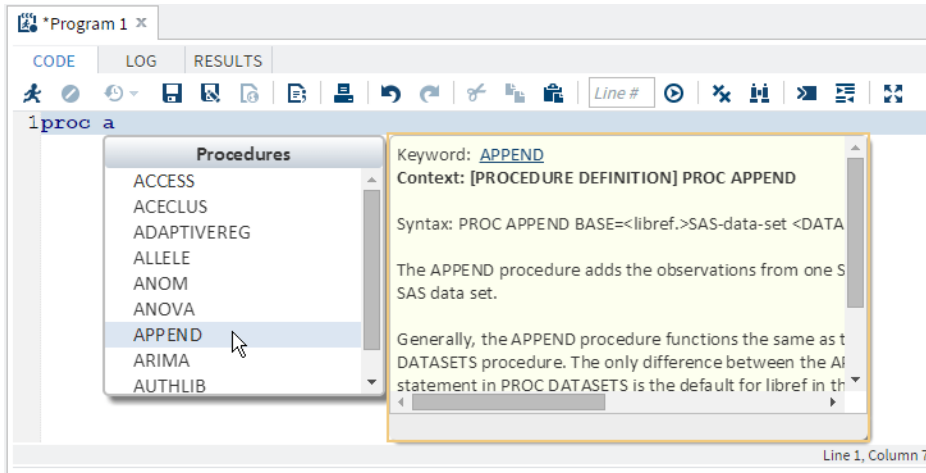 *Program 1 ×
CODE LOG RESULTS
Line #
1 proc a
Procedures
ACCESS
ACECLUS
ADAPTIVEREG
ALLELE
ANOM
ANOVA
APPEND
ARIMA
AUTHLIB
Keyword: APPEND
Context: [PROCEDURE DEFINITION] PROC APPEND
Syntax: PROC APPEND BASE=<libref.>SAS-data-set <DATA
The APPEND procedure adds the observations from one S
SAS data set.
Generally, the APPEND procedure functions the same as t
DATASETS procedure. The only difference between the
statement in PROC DATASETS is the default for libref in th
Line 1, Column 7